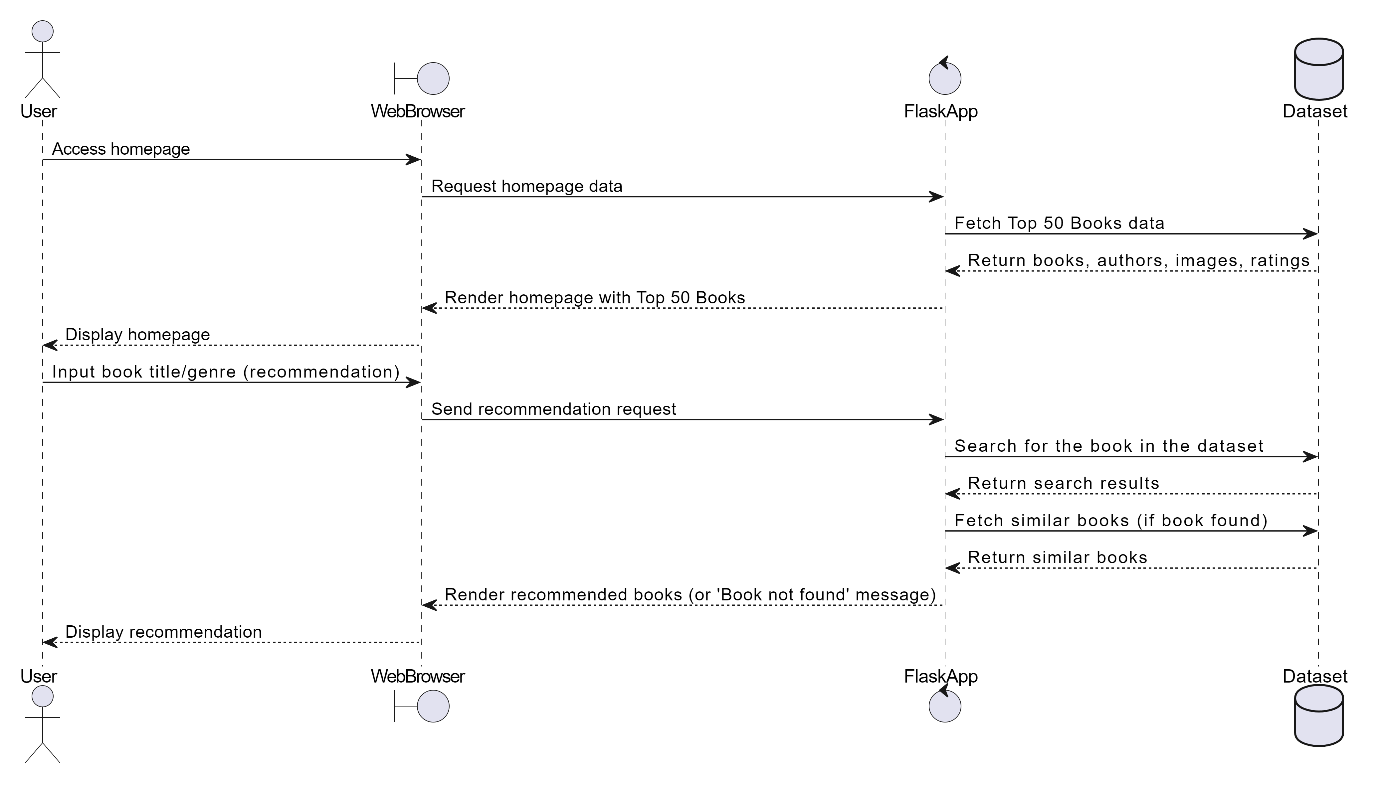 User
WebBrowser
FlaskApp
Dataset
Access homepage
Request homepage data
Fetch Top 50 Books data
Return books, authors, images, ratings
Render homepage with Top 50 Books
Display homepage
Input book title/genre (recommendation)
Send recommendation request
Search for the book in the dataset
Return search results
Fetch similar books (if book found)
Return similar books
Render recommended books (or 'Book not found' message)
Display recommendation
User
WebBrowser
FlaskApp
Dataset